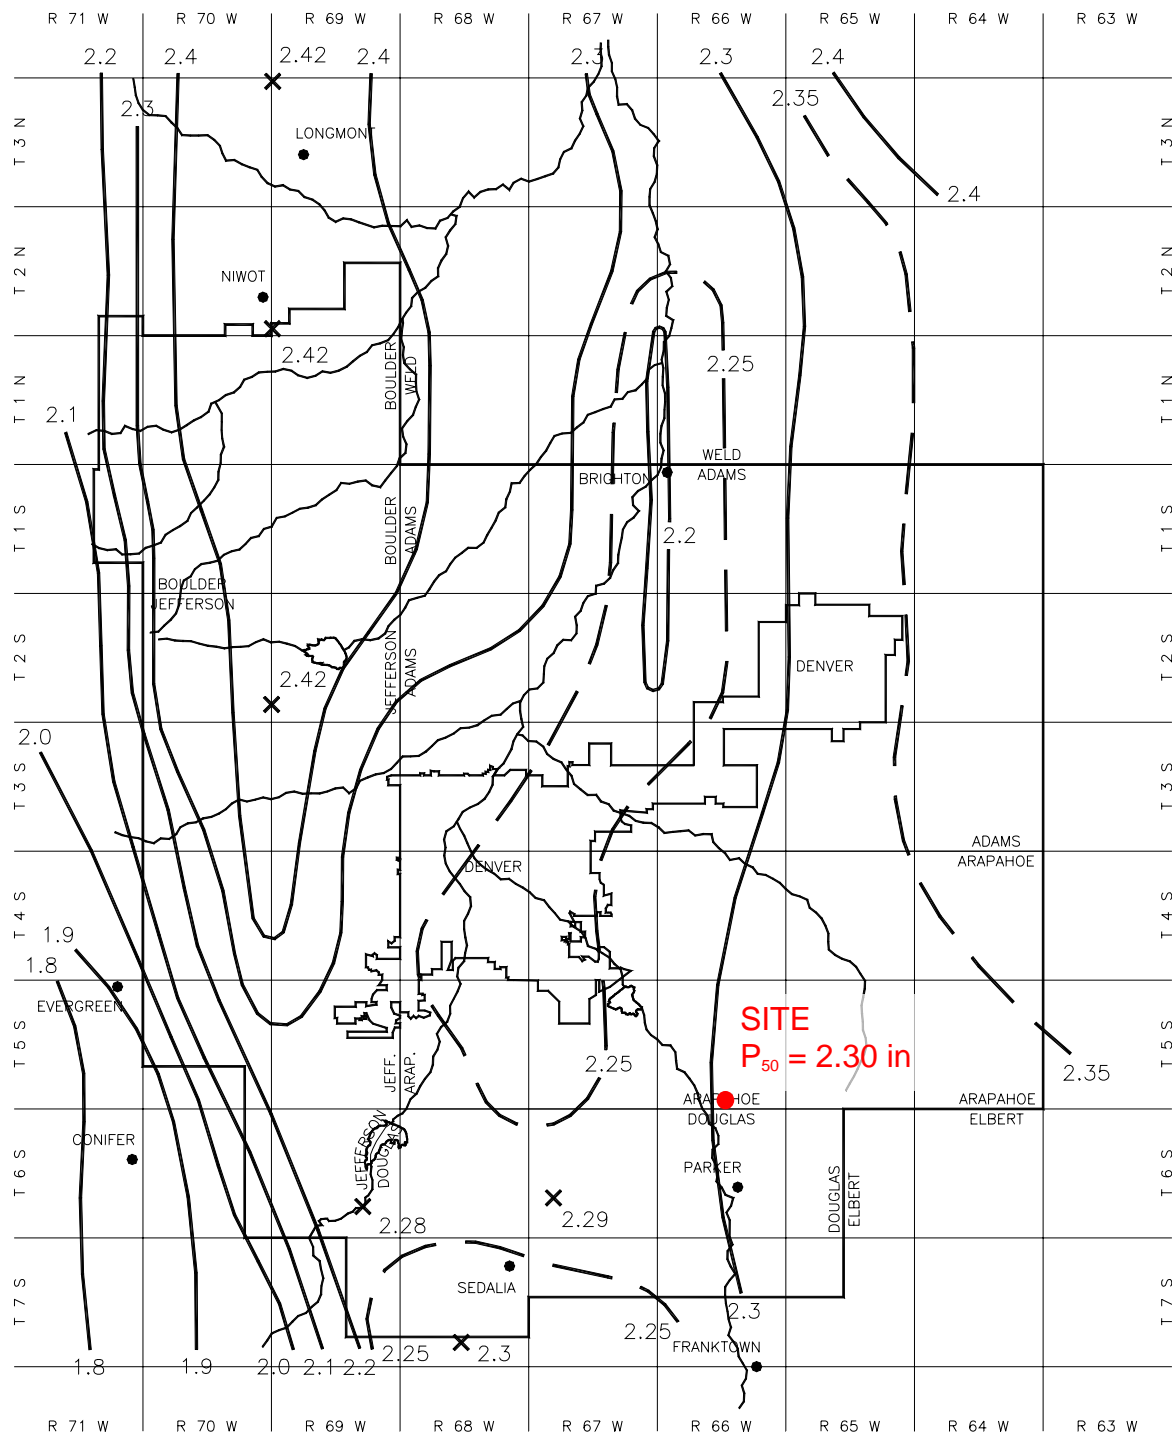 R 71 W R 70 W R 69 W R 68 W R 67 W R 66 W R 65 W R 64 W R 63 W
2.2 2.4 2.42 2.4 2.3 2.3 2.4
2.3
2.35
T 3 N
LONGMONT
T 3 N
2.4
T 2 N
NIWOT
T 2 N
2.42
2.25
BOULDER
WELD
T 1 N
T 1 N
2.1
WELD
ADAMS
BRIGHTON
T 1 S
BOULDER
ADAMS
2.2
T 1 S
BOULDER
JEFFERSON
T 2 S
JEFFERSON
ADAMS
DENVER
T 2 S
2.42
2.0
T 3 S
T 3 S
ADAMS
ARAPAHOE
DENVER
T 4 S
T 4 S
1.9
1.8
EVERGREEN
SITE
P50 = 2.30 in
T 5 S
JEFF.
ARAP.
2.25
2.35
T 5 S
ARAPAHOE
DOUGLAS
ARAPAHOE
ELBERT
CONIFER
JEFFERSON
DOUGLAS
PARKER
T 6 S
DOUGLAS
ELBERT
T 6 S
2.28
2.29
SEDALIA
T 7 S
2.3
T 7 S
2.25
FRANKTOWN
1.8 1.9 2.0 2.1 2.2 2.25 2.3
R 71 W R 70 W R 69 W R 68 W R 67 W R 66 W R 65 W R 64 W R 63 W